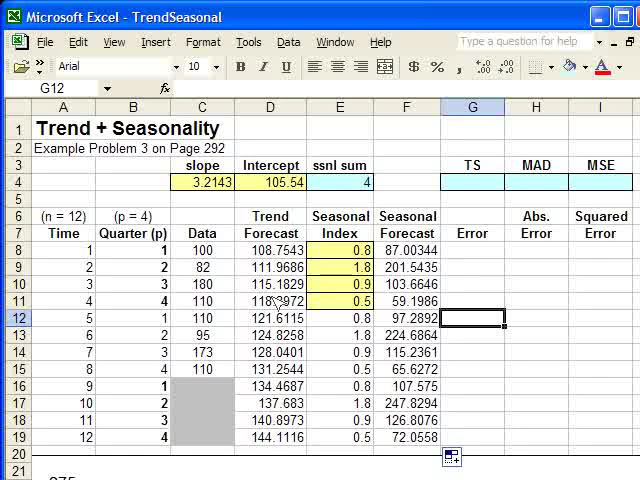 Microsoft Excel - TrendSeasonal
File Edit View Insert Format Tools Data Window Help Type a question for help
Arial 10 B I U $ % ,
G12 fx
A B C D E F G H I
1 Trend + Seasonality
2 Example Problem 3 on Page 292
3 slope Intercept ssnl sum TS MAD MSE
4 3.2143 105.54 4
5
6 (n = 12) (p = 4) Trend Seasonal Seasonal Abs. Squared
7 Time Quarter (p) Data Forecast Index Forecast Error Error Error
8 1 1 100 108.7543 0.8 87.00344
9 2 2 82 111.9686 1.8 201.5435
10 3 3 180 115.1829 0.9 103.6646
11 4 4 110 118.3972 0.5 59.1986
12 5 1 110 121.6115 0.8 97.2892
13 6 2 95 124.8258 1.8 224.6864
14 7 3 173 128.0401 0.9 115.2361
15 8 4 110 131.2544 0.5 65.6272
16 9 1 134.4687 0.8 107.575
17 10 2 137.683 1.8 247.8294
18 11 3 140.8973 0.9 126.8076
19 12 4 144.1116 0.5 72.0558
20
21